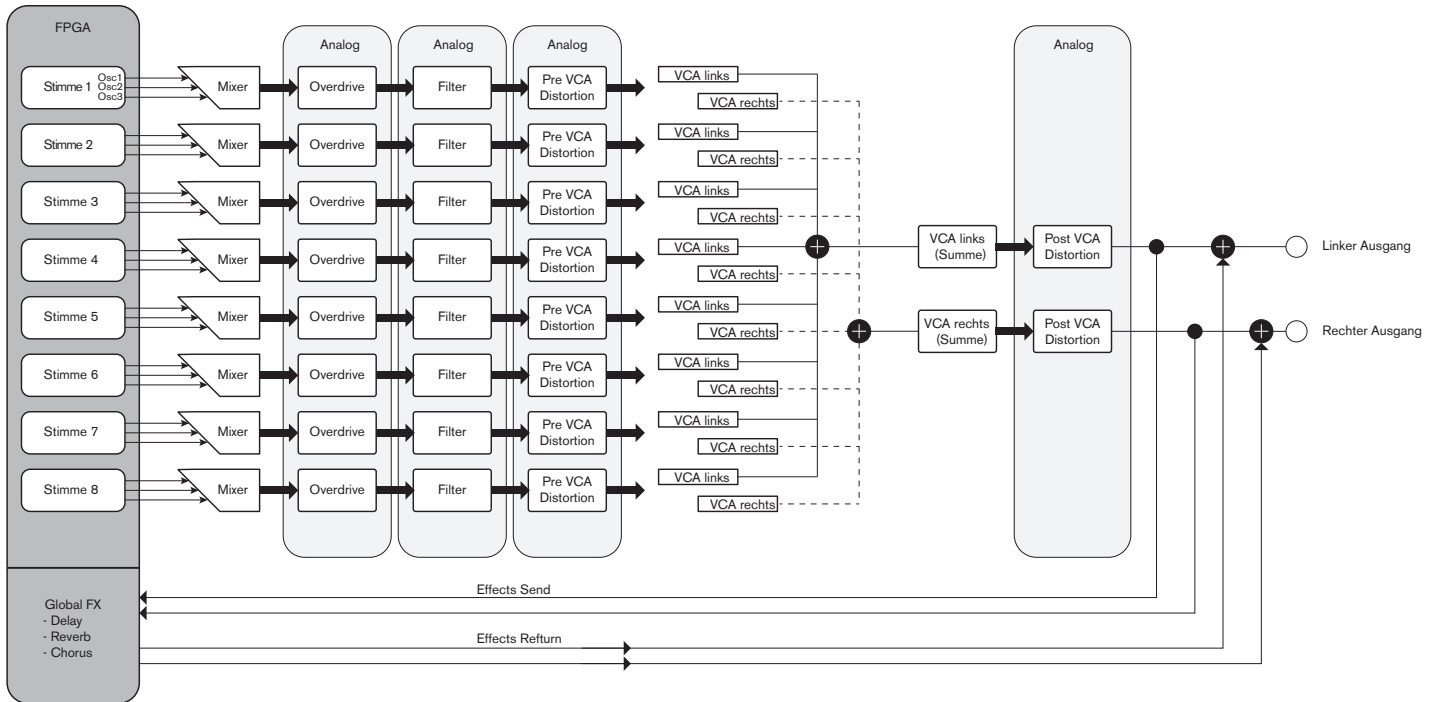 FPGA
Analog
Analog
Analog
Analog
Stimme 1
Osc1
Osc2
Osc3
Mixer
Overdrive
Filter
Pre VCA
Distortion
VCA links
VCA rechts
Stimme 2
Mixer
Overdrive
Filter
Pre VCA
Distortion
VCA links
VCA rechts
Stimme 3
Mixer
Overdrive
Filter
Pre VCA
Distortion
VCA links
VCA rechts
Stimme 4
Mixer
Overdrive
Filter
Pre VCA
Distortion
VCA links
VCA rechts
VCA links
(Summe)
Post VCA
Distortion
Linker Ausgang
Stimme 5
Mixer
Overdrive
Filter
Pre VCA
Distortion
VCA links
VCA rechts
VCA rechts
(Summe)
Post VCA
Distortion
Rechter Ausgang
Stimme 6
Mixer
Overdrive
Filter
Pre VCA
Distortion
VCA links
VCA rechts
Stimme 7
Mixer
Overdrive
Filter
Pre VCA
Distortion
VCA links
VCA rechts
Stimme 8
Mixer
Overdrive
Filter
Pre VCA
Distortion
VCA links
VCA rechts
Effects Send
Global FX
- Delay
- Reverb
- Chorus
Effects Refturn